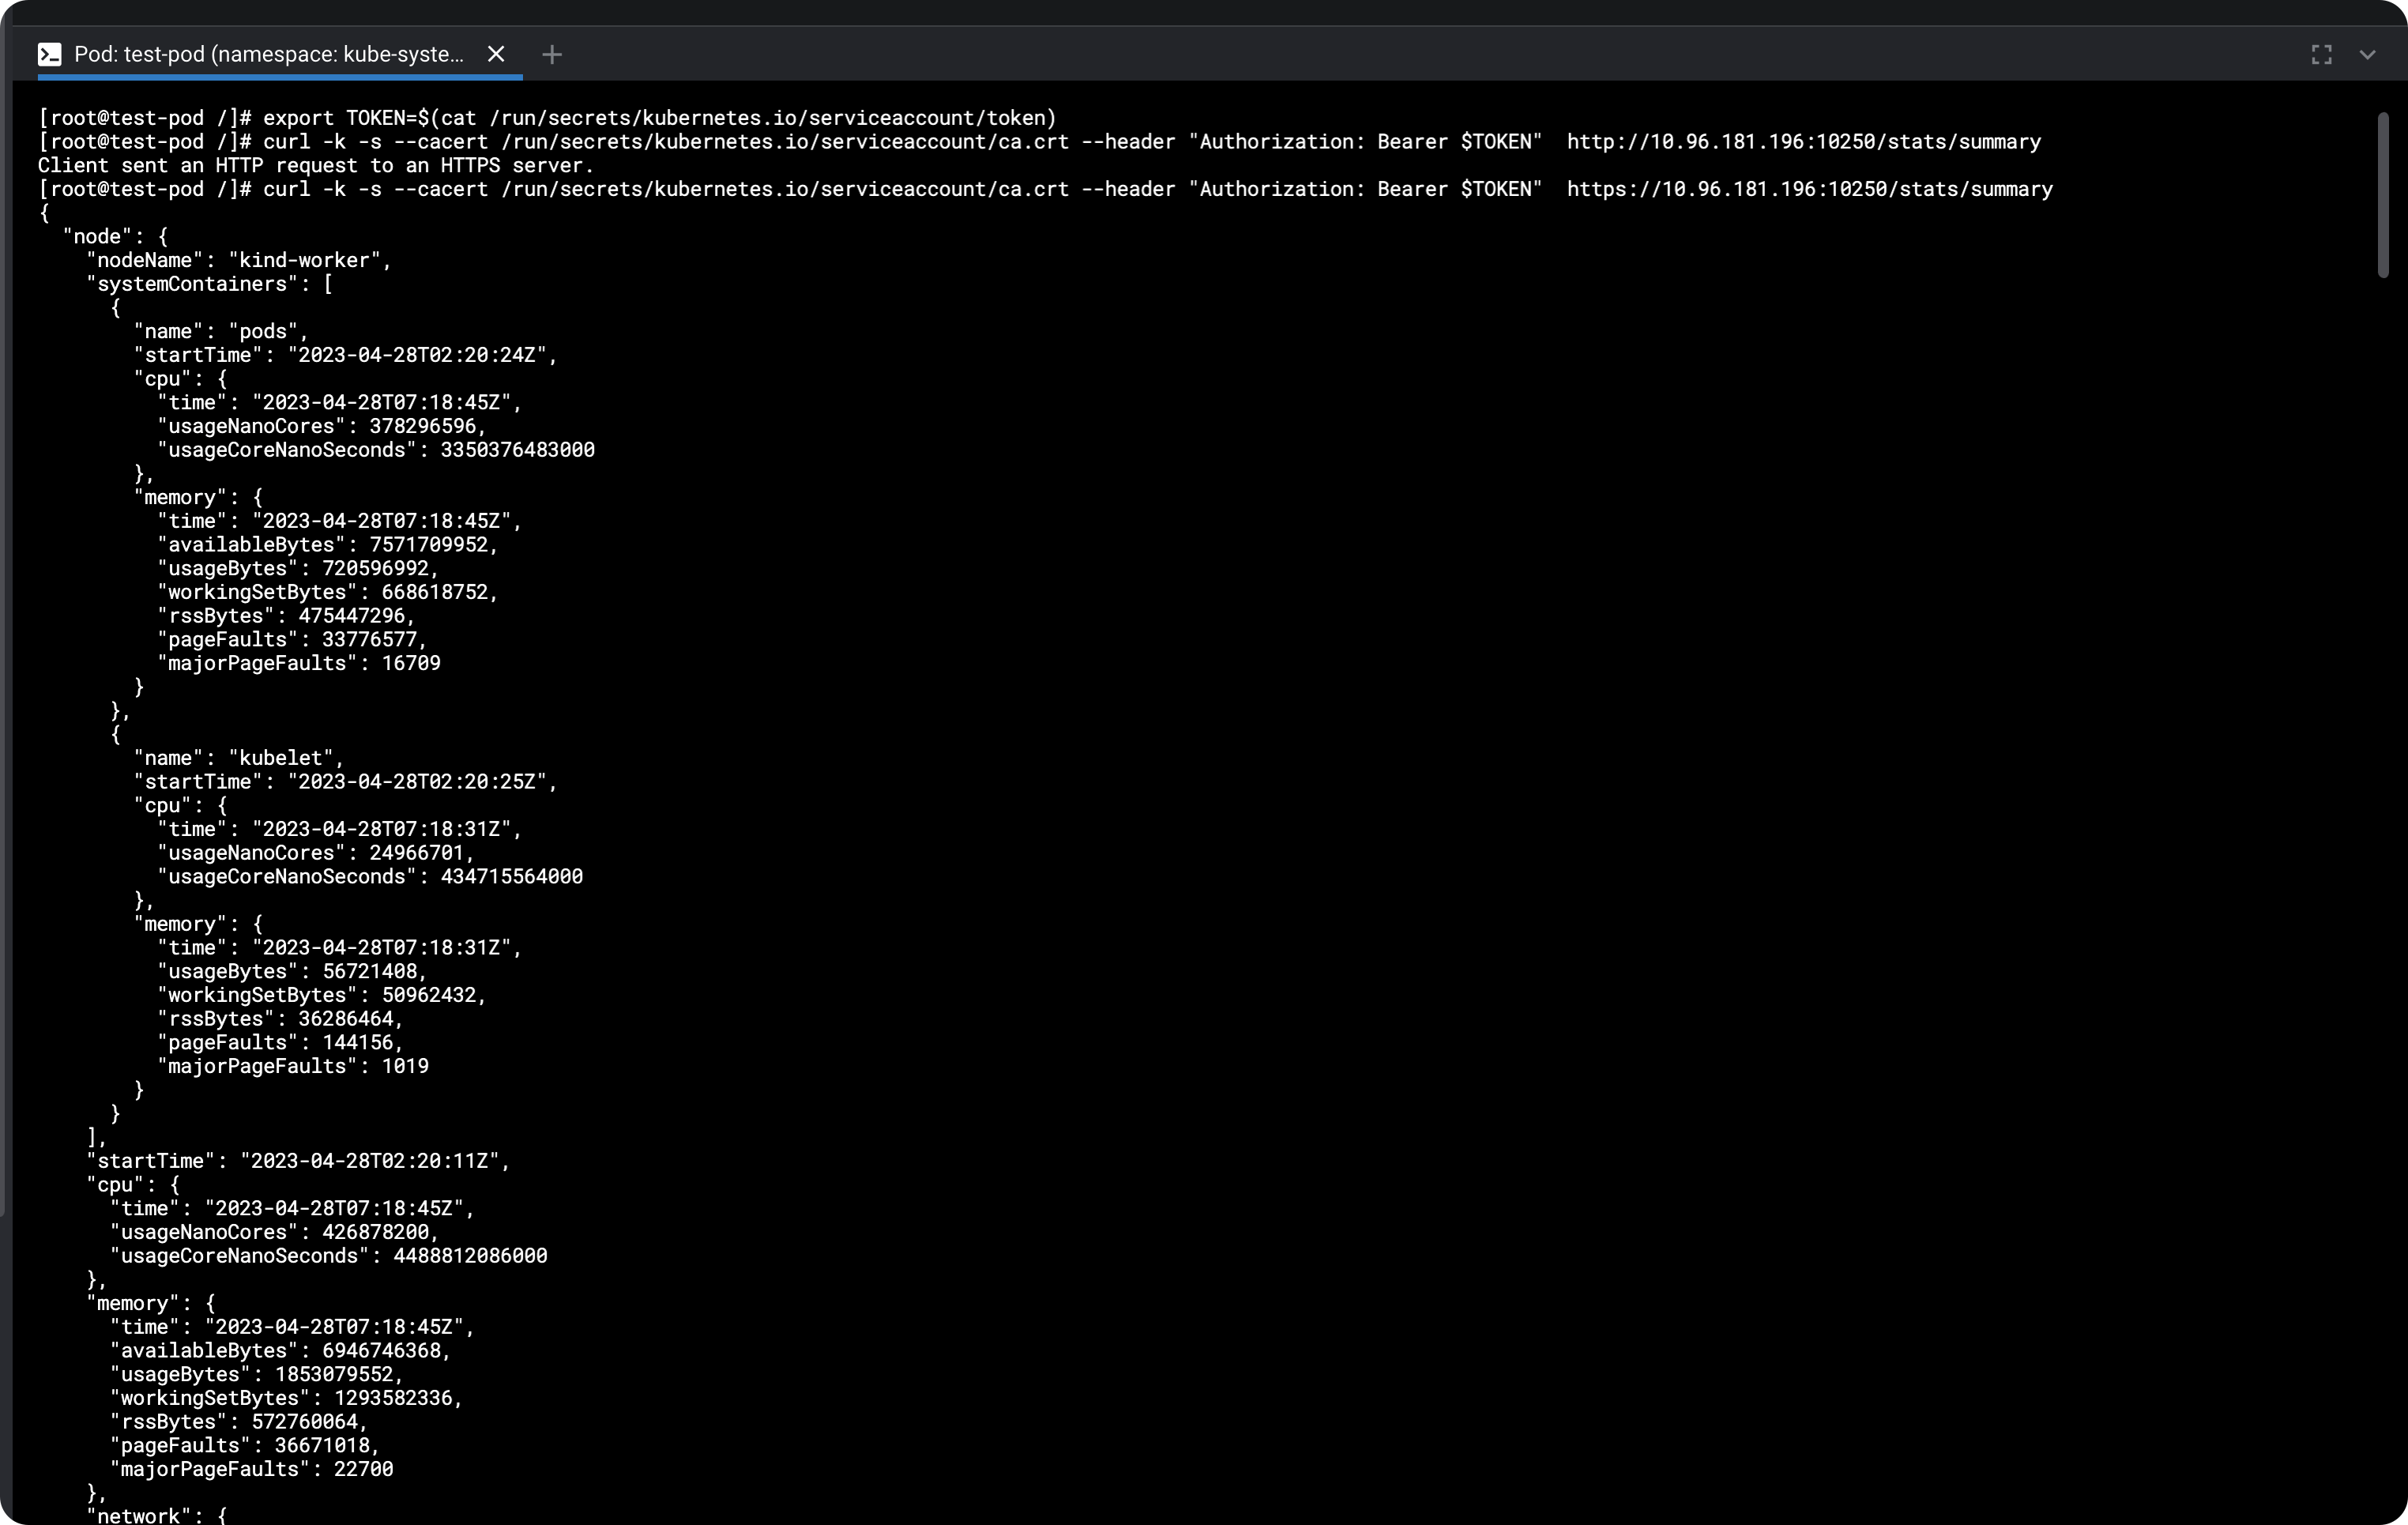 Pod: test-pod (namespace: kube-syste...
[root@test-pod /]# export TOKEN=$(cat /run/secrets/kubernetes.io/serviceaccount/token)
[root@test-pod /]# curl -k -s --cacert /run/secrets/kubernetes.io/serviceaccount/ca.crt --header "Authorization: Bearer $TOKEN"  http://10.96.181.196:10250/stats/summary
Client sent an HTTP request to an HTTPS server.
[root@test-pod /]# curl -k -s --cacert /run/secrets/kubernetes.io/serviceaccount/ca.crt --header "Authorization: Bearer $TOKEN"  https://10.96.181.196:10250/stats/summary
{
  "node": {
    "nodeName": "kind-worker",
    "systemContainers": [
      {
        "name": "pods",
        "startTime": "2023-04-28T02:20:24Z",
        "cpu": {
          "time": "2023-04-28T07:18:45Z",
          "usageNanoCores": 378296596,
          "usageCoreNanoSeconds": 3350376483000
        },
        "memory": {
          "time": "2023-04-28T07:18:45Z",
          "availableBytes": 7571709952,
          "usageBytes": 720596992,
          "workingSetBytes": 668618752,
          "rssBytes": 475447296,
          "pageFaults": 33776577,
          "majorPageFaults": 16709
        }
      },
      {
        "name": "kubelet",
        "startTime": "2023-04-28T02:20:25Z",
        "cpu": {
          "time": "2023-04-28T07:18:31Z",
          "usageNanoCores": 24966701,
          "usageCoreNanoSeconds": 434715564000
        },
        "memory": {
          "time": "2023-04-28T07:18:31Z",
          "usageBytes": 56721408,
          "workingSetBytes": 50962432,
          "rssBytes": 36286464,
          "pageFaults": 144156,
          "majorPageFaults": 1019
        }
      }
    ],
    "startTime": "2023-04-28T02:20:11Z",
    "cpu": {
      "time": "2023-04-28T07:18:45Z",
      "usageNanoCores": 426878200,
      "usageCoreNanoSeconds": 4488812086000
    },
    "memory": {
      "time": "2023-04-28T07:18:45Z",
      "availableBytes": 6946746368,
      "usageBytes": 1853079552,
      "workingSetBytes": 1293582336,
      "rssBytes": 572760064,
      "pageFaults": 36671018,
      "majorPageFaults": 22700
    },
    "network": {